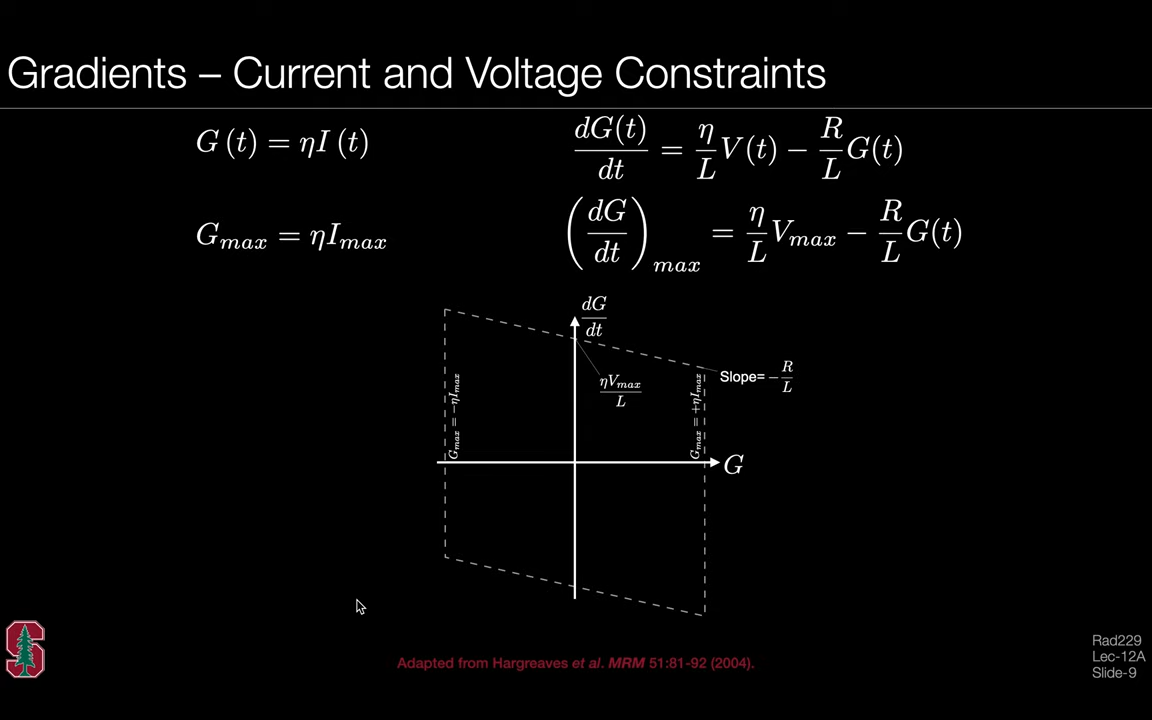 Gradients – Current and Voltage Constraints
G(t) = ηI(t)
dG(t)/dt = η/L V(t) − R/L G(t)
G_max = ηI_max
(dG/dt)_max = η/L V_max − R/L G(t)
dG/dt
Slope= −R/L
ηV_max/L
G_max = −ηI_max
G_max = +ηI_max
G
S
Adapted from Hargreaves et al. MRM 51:81-92 (2004).
Rad229
Lec-12A
Slide-9